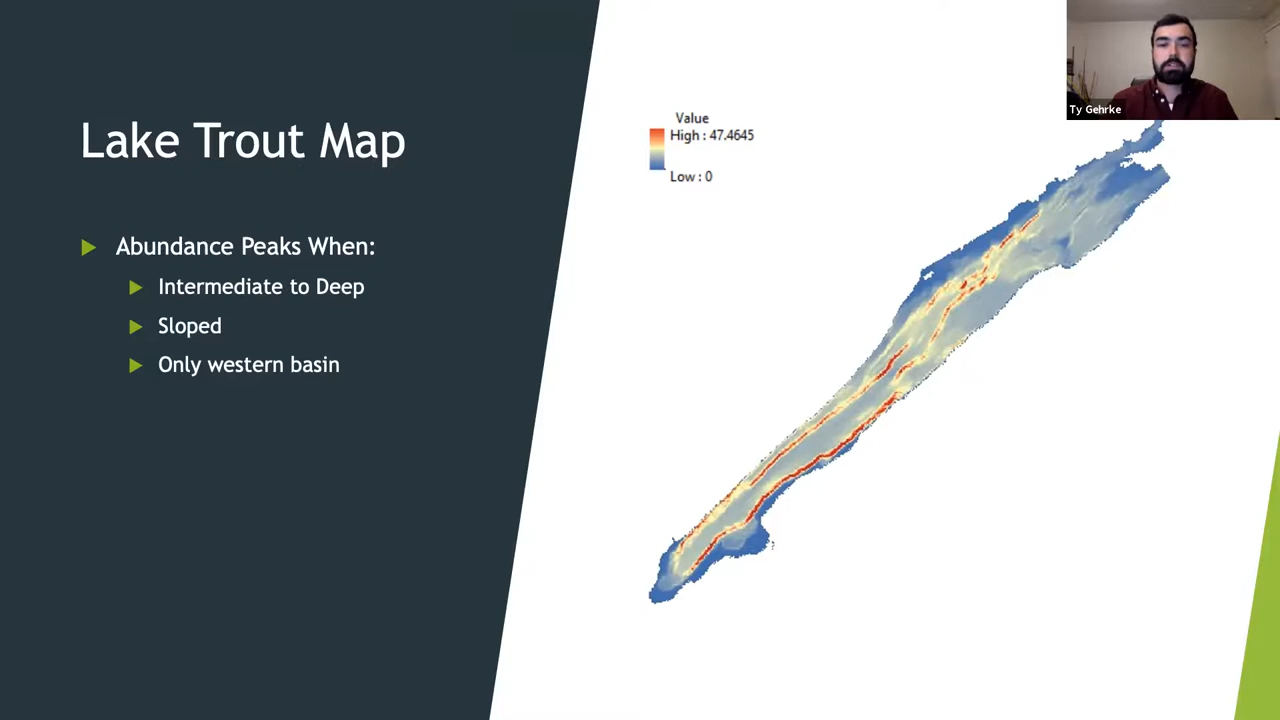 Lake Trout Map
Abundance Peaks When:
Intermediate to Deep
Sloped
Only western basin
Value
High : 47.4645
Low : 0
Ty Gehrke